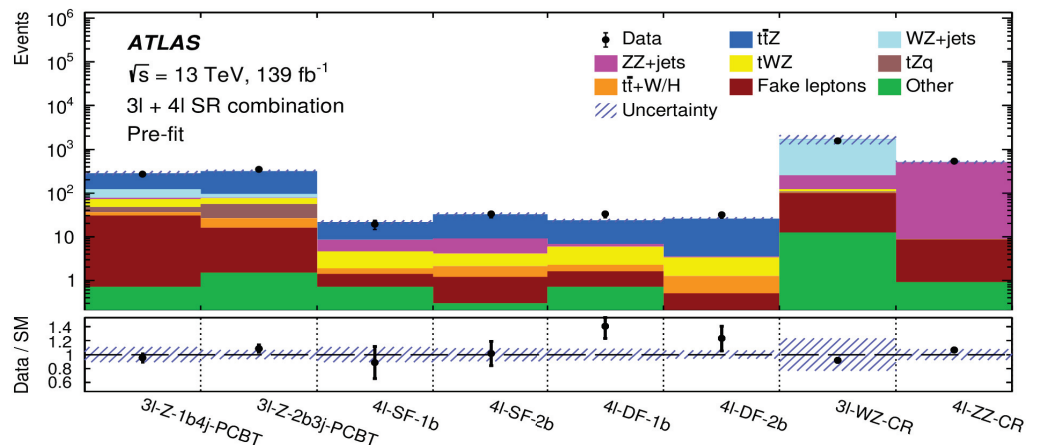 Events
10⁶
10⁵
10⁴
10³
10²
10
1
ATLAS
√s = 13 TeV, 139 fb⁻¹
3l + 4l SR combination
Pre-fit
Data
tt̄Z
WZ+jets
ZZ+jets
tWZ
tZq
tt̄+W/H
Fake leptons
Other
Uncertainty
Data / SM
1.4
1.2
1
0.8
0.6
3l-Z-1b4j-PCBT
3l-Z-2b3j-PCBT
4l-SF-1b
4l-SF-2b
4l-DF-1b
4l-DF-2b
3l-WZ-CR
4l-ZZ-CR